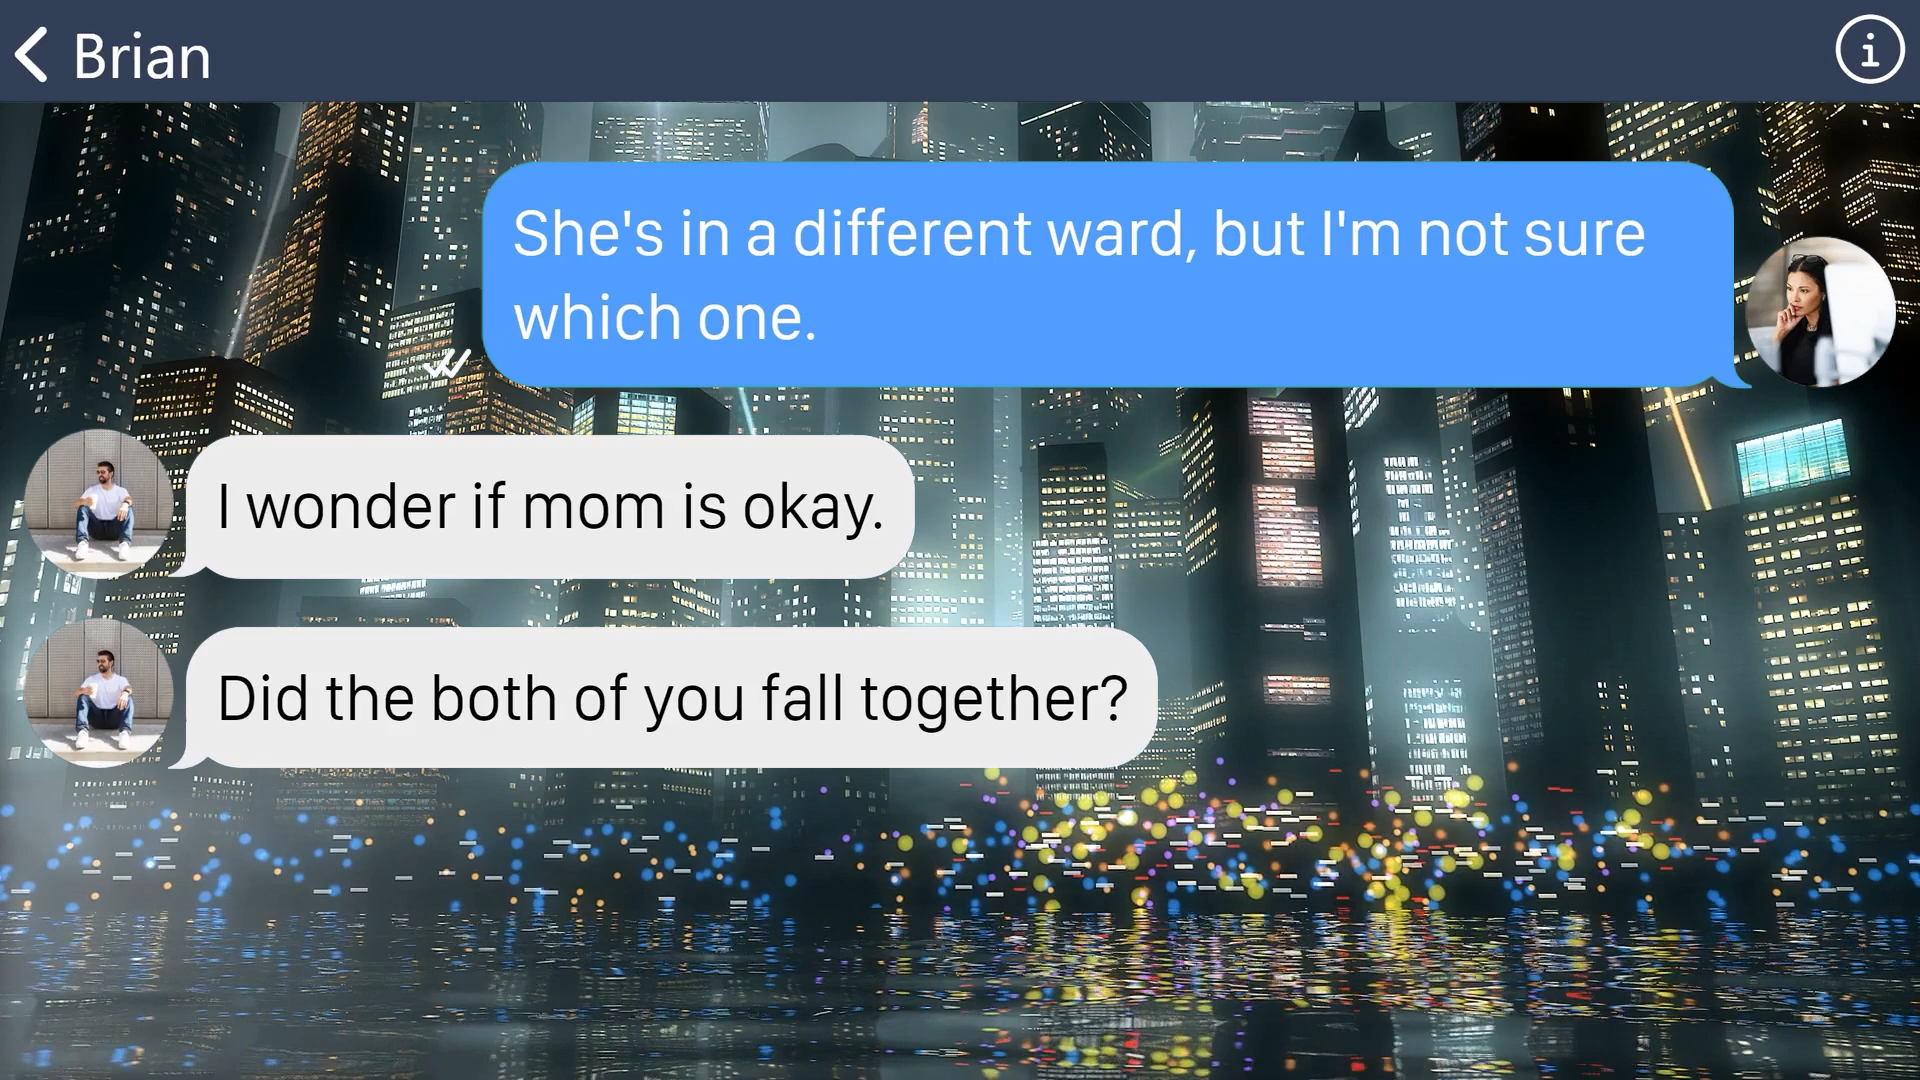 Brian
She's in a different ward, but I'm not sure
which one.
I wonder if mom is okay.
Did the both of you fall together?